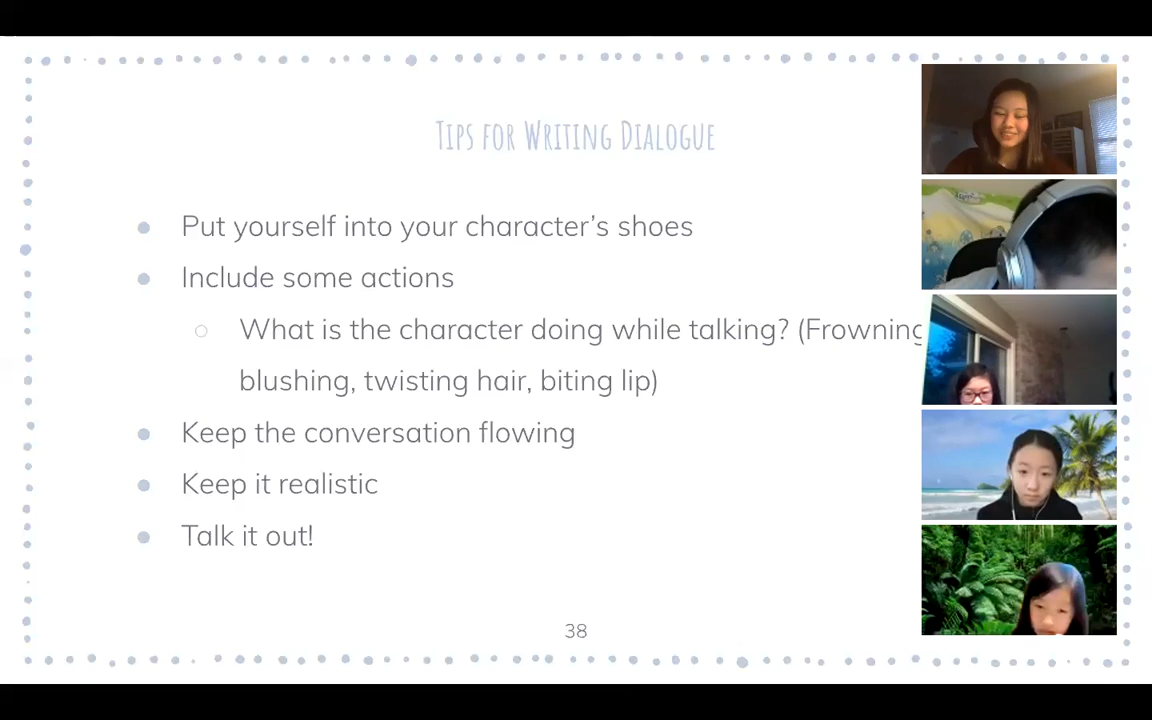 Tips for Writing Dialogue
Put yourself into your character's shoes
Include some actions
What is the character doing while talking? (Frowning
blushing, twisting hair, biting lip)
Keep the conversation flowing
Keep it realistic
Talk it out!
38